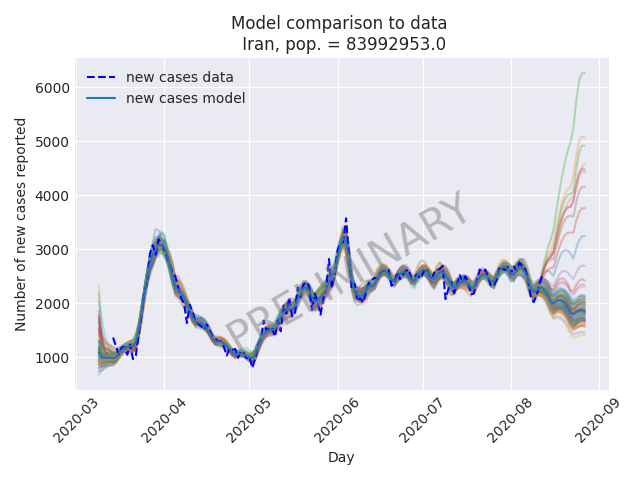 Model comparison to data
Iran, pop. = 83992953.0
new cases data
new cases model
Number of new cases reported
6000
5000
4000
3000
2000
1000
PRELIMINARY
2020-03
2020-04
2020-05
2020-06
2020-07
2020-08
2020-09
Day